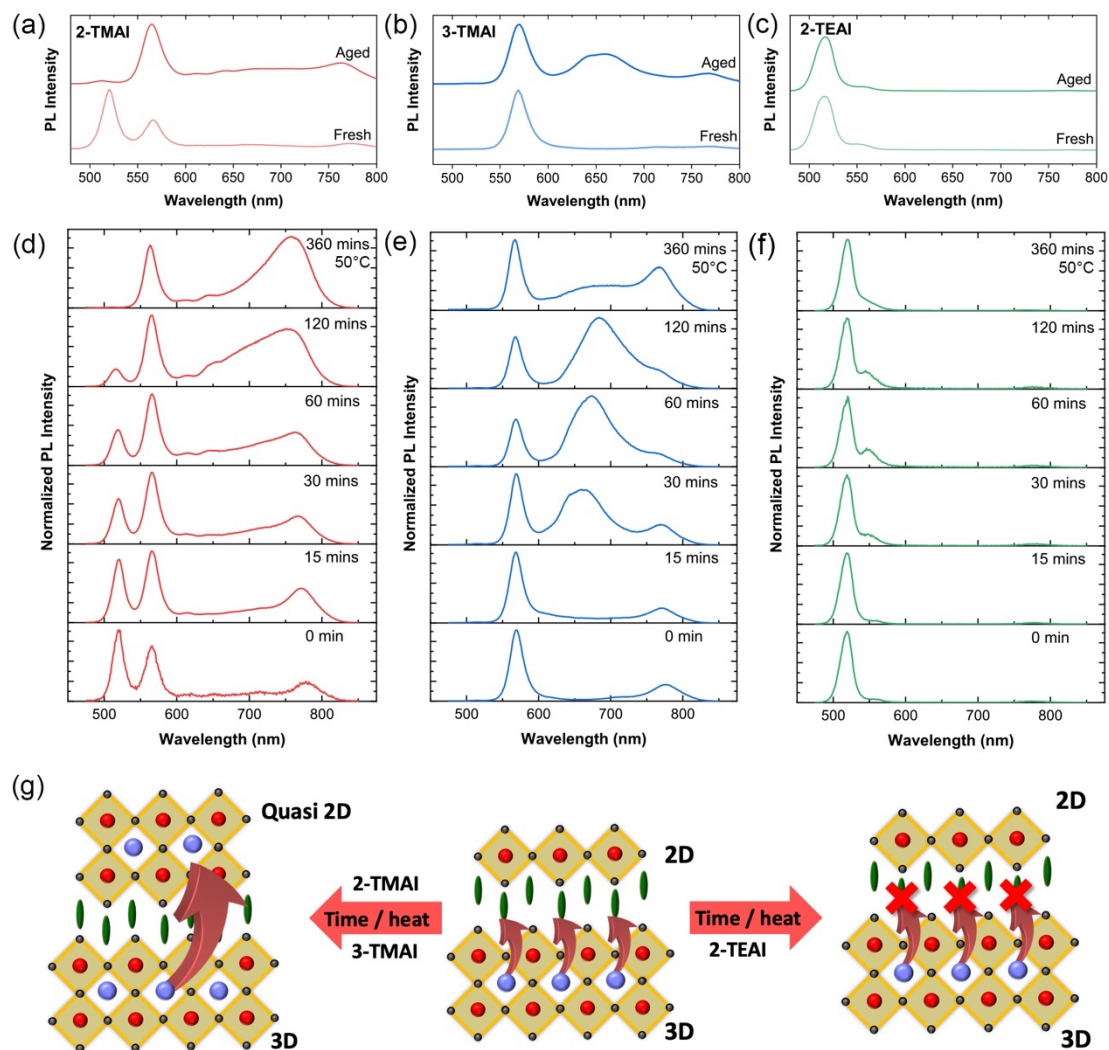 (a)
2-TMAI
Aged
Fresh
PL Intensity
500 550 600 650 700 750 800
Wavelength (nm)
(b)
3-TMAI
Aged
Fresh
PL Intensity
500 550 600 650 700 750 800
Wavelength (nm)
(c)
2-TEAI
Aged
Fresh
PL Intensity
500 550 600 650 700 750 800
Wavelength (nm)
(d)
360 mins
50°C
120 mins
60 mins
30 mins
15 mins
0 min
Normalized PL Intensity
500 600 700 800
Wavelength (nm)
(e)
360 mins
50°C
120 mins
60 mins
30 mins
15 mins
0 min
Normalized PL Intensity
500 600 700 800
Wavelength (nm)
(f)
360 mins
50°C
120 mins
60 mins
30 mins
15 mins
0 min
Normalized PL Intensity
500 600 700 800
Wavelength (nm)
(g)
Quasi 2D
3D
2-TMAI
Time / heat
3-TMAI
2D
3D
Time / heat
2-TEAI
2D
3D